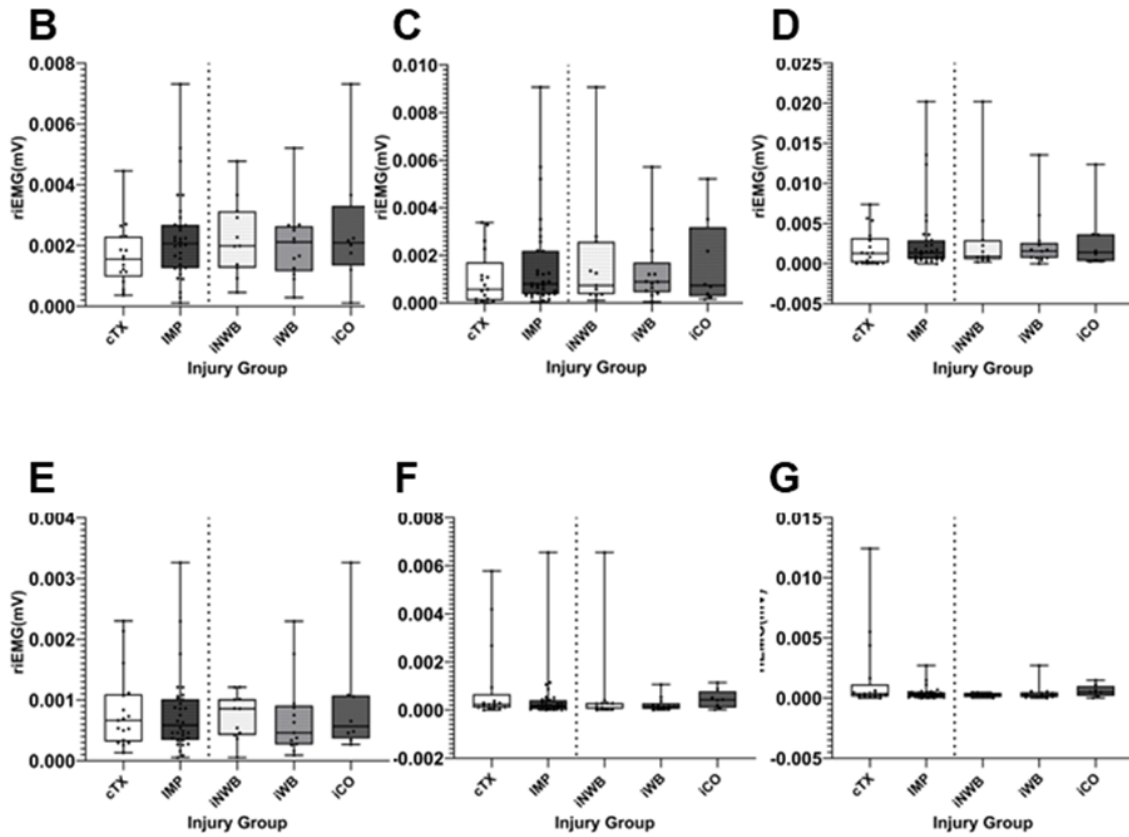 B C D
0.008
0.006
0.004
0.002
0.000
riEMG(mV)
cTX IMP iNWB iWB iCO
Injury Group
0.010
0.008
0.006
0.004
0.002
0.000
riEMG(mV)
cTX IMP iNWB iWB iCO
Injury Group
0.025
0.020
0.015
0.010
0.005
0.000
-0.005
riEMG(mV)
cTX IMP iNWB iWB iCO
Injury Group
E F G
0.004
0.003
0.002
0.001
0.000
riEMG(mV)
cTX IMP iNWB iWB iCO
Injury Group
0.008
0.006
0.004
0.002
0.000
-0.002
cTX IMP iNWB iWB iCO
Injury Group
0.015
0.010
0.005
0.000
-0.005
cTX IMP iNWB iWB iCO
Injury Group